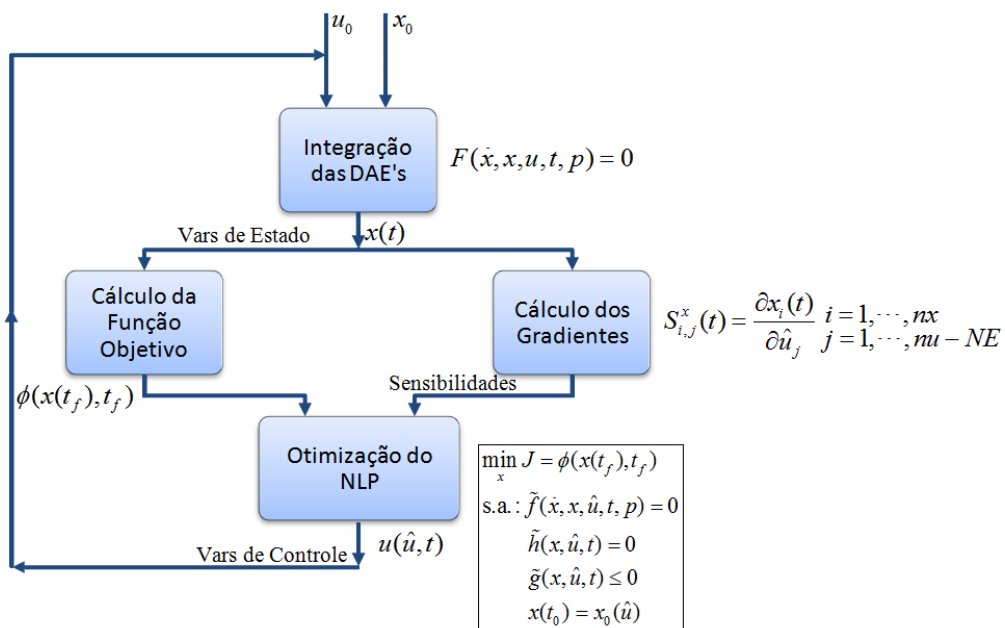 u₀ x₀
Integração
das DAE's
F(ẋ, x, u, t, p) = 0
Vars de Estado
x(t)
Cálculo da
Função
Objetivo
Cálculo dos
Gradientes
S^x_{i,j}(t) = ∂x_i(t) / ∂û_j
i = 1, ⋯, nx
j = 1, ⋯, nu − NE
ϕ(x(t_f), t_f)
Sensibilidades
Otimização do
NLP
min_x J = ϕ(x(t_f), t_f)
s.a.: f̃(ẋ, x, û, t, p) = 0
h̃(x, û, t) = 0
g̃(x, û, t) ≤ 0
x(t₀) = x₀(û)
Vars de Controle
u(û, t)